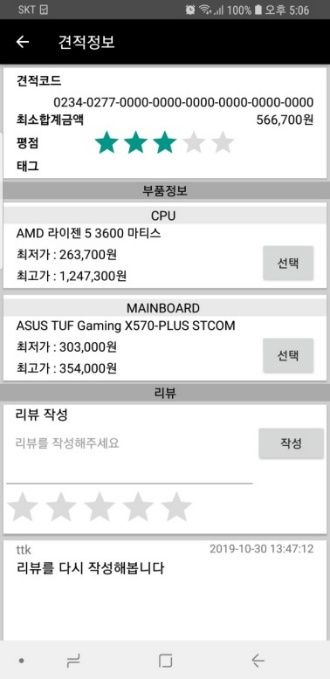 SKT 100% 오후 5:06
견적정보
견적코드
0234-0277-0000-0000-0000-0000-0000
최소합계금액 566,700원
평점
태그
부품정보
CPU
AMD 라이젠 5 3600 마티스
최저가 : 263,700원
최고가 : 1,247,300원
선택
MAINBOARD
ASUS TUF Gaming X570-PLUS STCOM
최저가 : 303,000원
최고가 : 354,000원
선택
리뷰
리뷰 작성
리뷰를 작성해주세요
작성
ttk 2019-10-30 13:47:12
리뷰를 다시 작성해봅니다